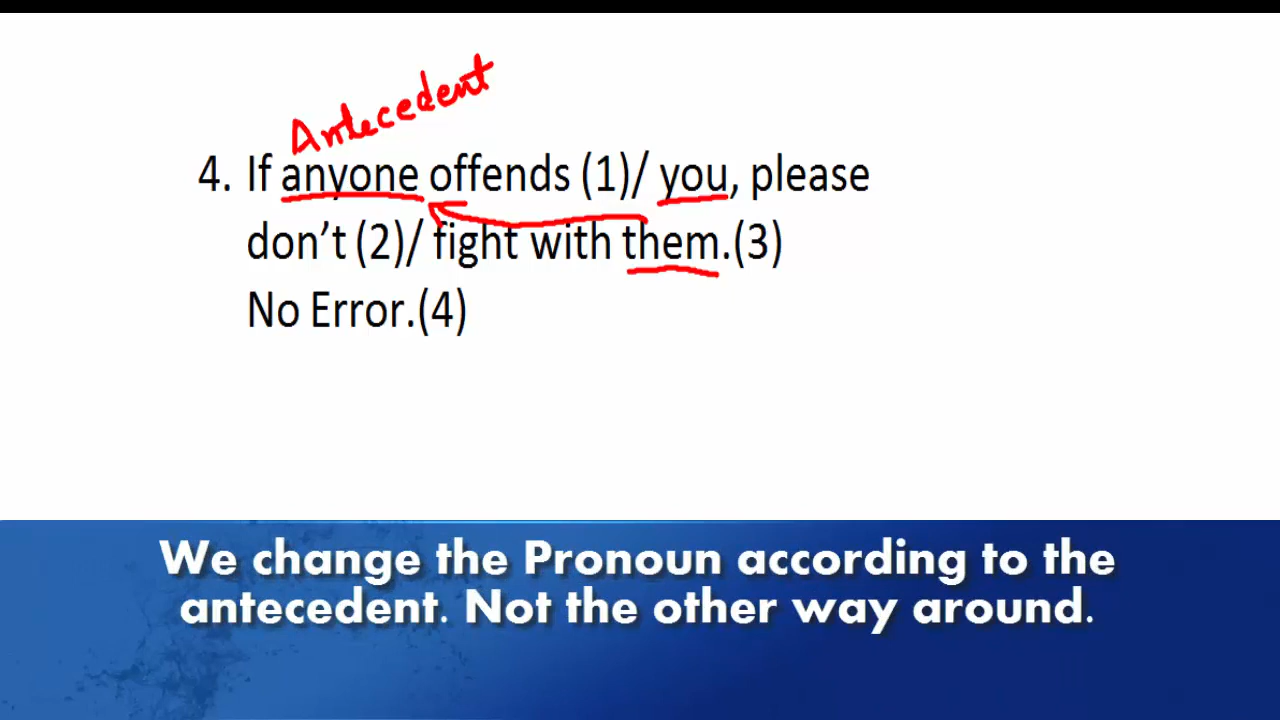 Antecedent
4. If anyone offends (1)/ you, please
don't (2)/ fight with them.(3)
No Error.(4)
We change the Pronoun according to the
antecedent. Not the other way around.